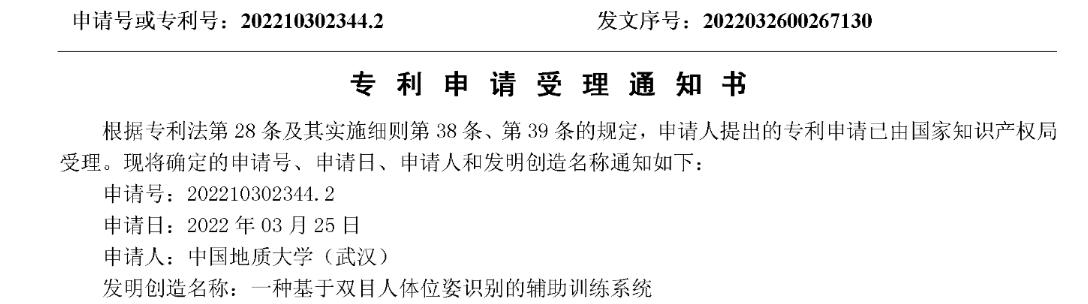 申请号或专利号：202210302344.2 发文序号：2022032600267130
专利申请受理通知书
根据专利法第 28 条及其实施细则第 38 条、第 39 条的规定，申请人提出的专利申请已由国家知识产权局
受理。现将确定的申请号、申请日、申请人和发明创造名称通知如下：
申请号：202210302344.2
申请日：2022 年 03 月 25 日
申请人：中国地质大学（武汉）
发明创造名称：一种基于双目人体位姿识别的辅助训练系统